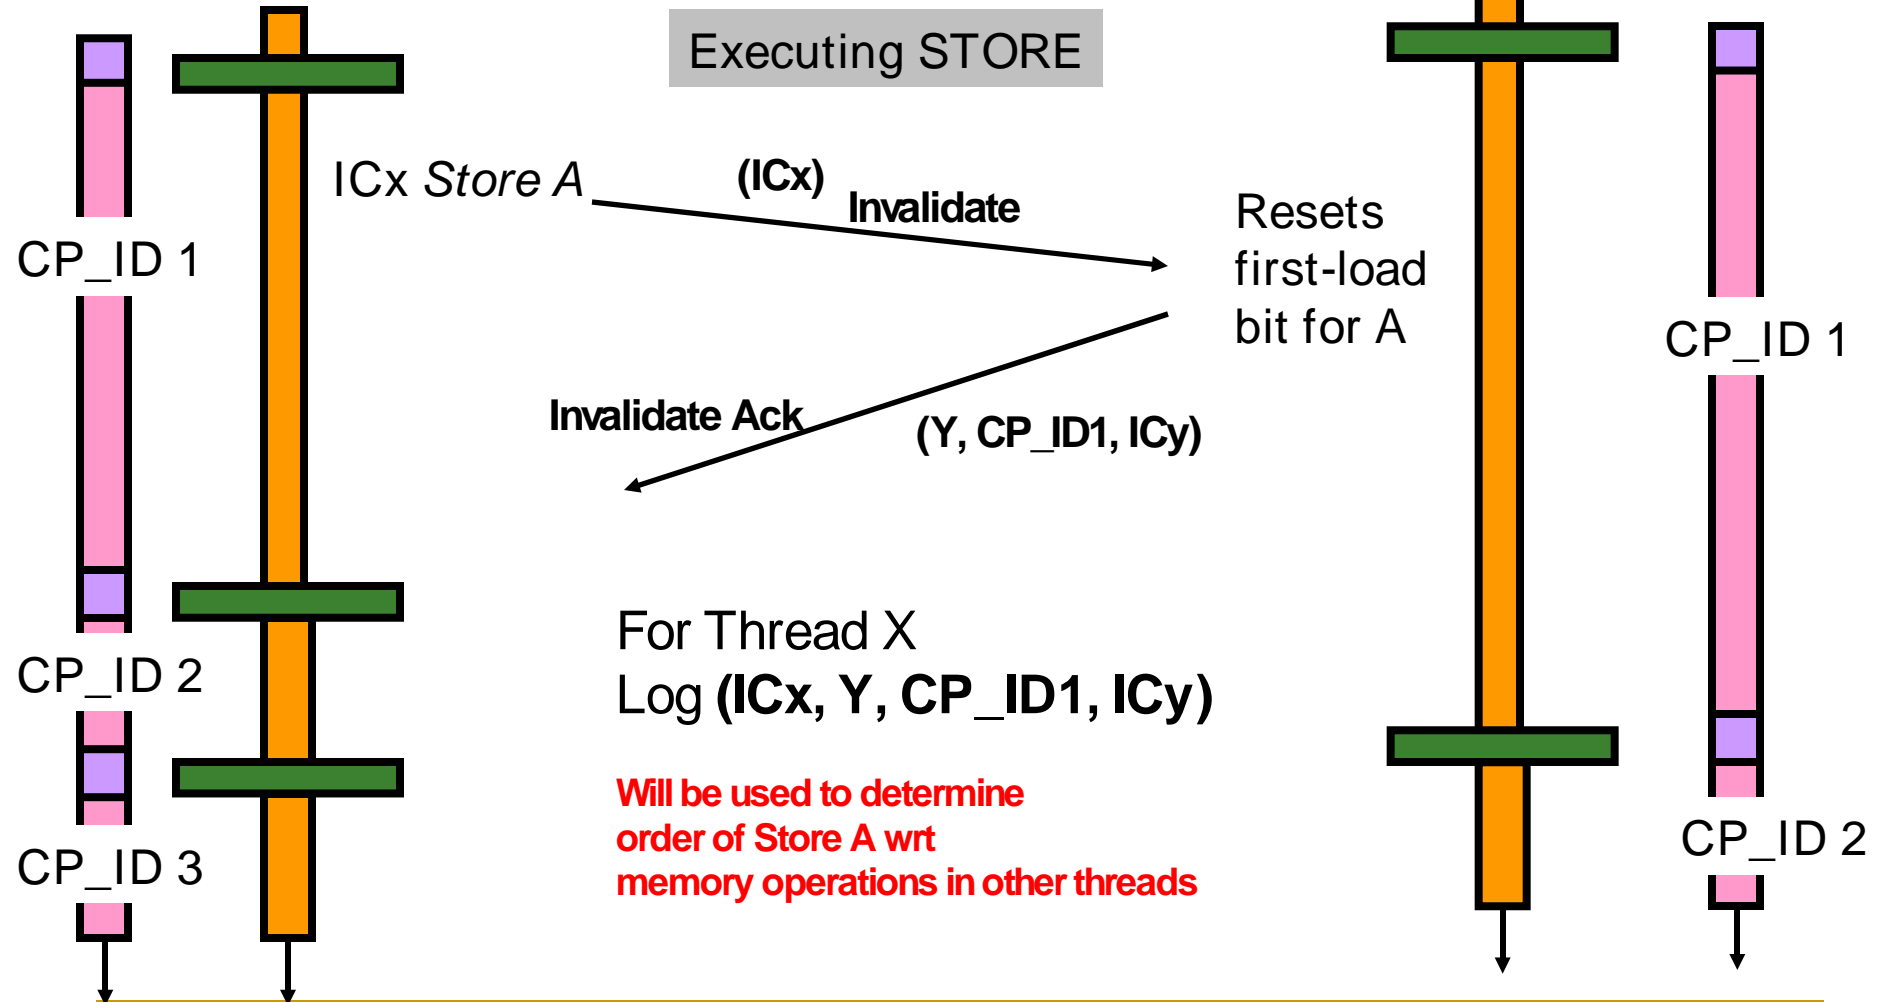 Executing STORE
ICx Store A
(ICx)
Invalidate
Resets
first-load
bit for A
CP_ID 1
CP_ID 1
Invalidate Ack
(Y, CP_ID1, ICy)
For Thread X
Log (ICx, Y, CP_ID1, ICy)
CP_ID 2
Will be used to determine
order of Store A wrt
memory operations in other threads
CP_ID 3
CP_ID 2